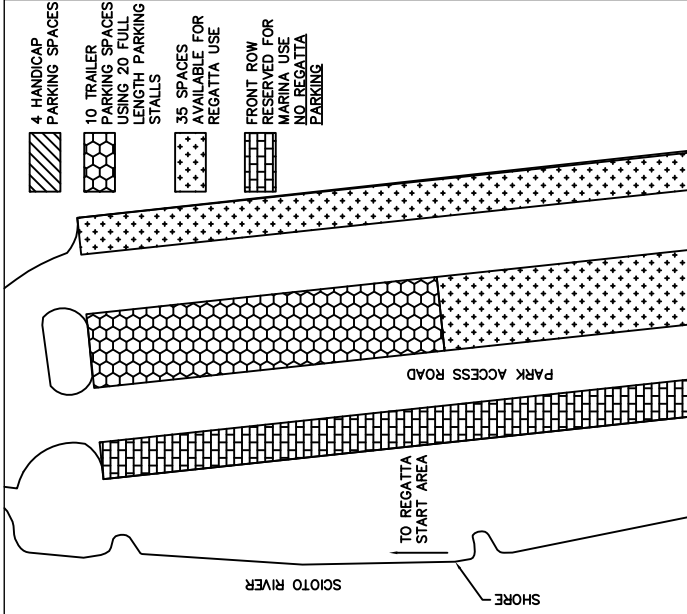 4 HANDICAP
PARKING SPACES
10 TRAILER
PARKING SPACES
USING 20 FULL
LENGTH PARKING
STALLS
35 SPACES
AVAILABLE FOR
REGATTA USE
FRONT ROW
RESERVED FOR
MARINA USE
NO REGATTA
PARKING
PARK ACCESS ROAD
TO REGATTA
START AREA
SCIOTO RIVER
SHORE